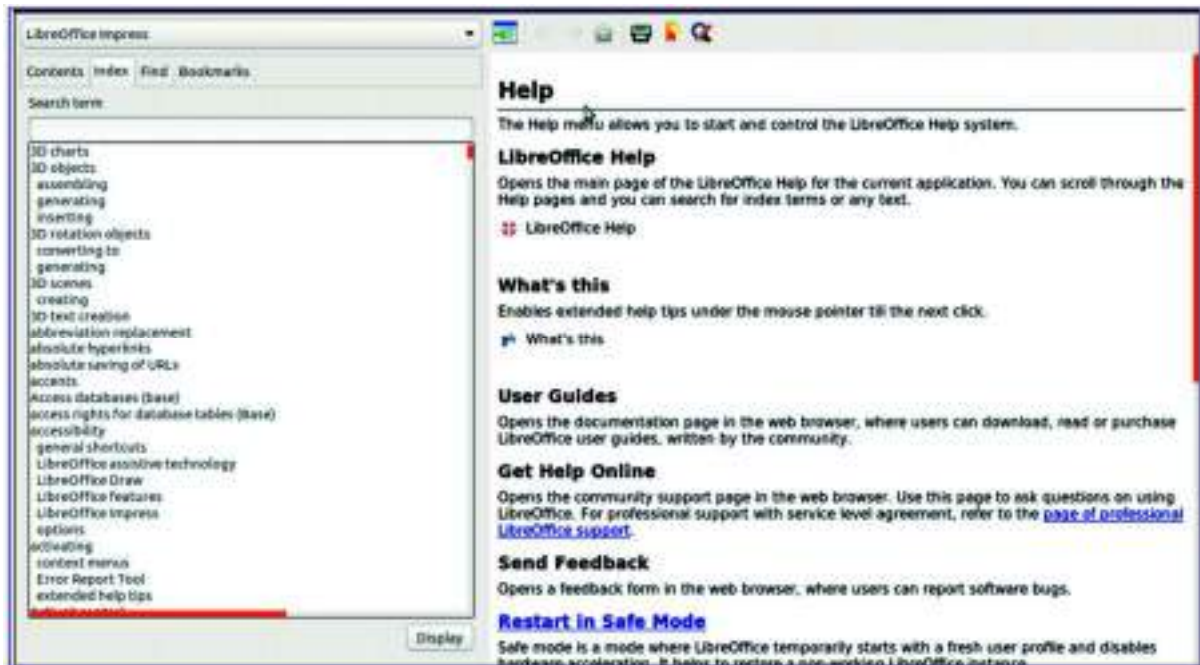 LibreOffice Impress
Contents Index Find Bookmarks
Search term
3D charts
3D objects
assembling
generating
inserting
3D rotation objects
converting to
generating
3D scenes
creating
3D text creation
abbreviation replacement
absolute hyperlinks
absolute saving of URLs
accents
Access databases (base)
access rights for database tables (Base)
accessibility
general shortcuts
LibreOffice assistive technology
LibreOffice Draw
LibreOffice features
LibreOffice Impress
options
activating
context menus
Error Report Tool
extended help tips
Display
Help
The Help menu allows you to start and control the LibreOffice Help system.
LibreOffice Help
Opens the main page of the LibreOffice Help for the current application. You can scroll through the
Help pages and you can search for index terms or any text.
LibreOffice Help
What's this
Enables extended help tips under the mouse pointer till the next click.
What's this
User Guides
Opens the documentation page in the web browser, where users can download, read or purchase
LibreOffice user guides, written by the community.
Get Help Online
Opens the community support page in the web browser. Use this page to ask questions on using
LibreOffice. For professional support with service level agreement, refer to the page of professional
LibreOffice support.
Send Feedback
Opens a feedback form in the web browser, where users can report software bugs.
Restart in Safe Mode
Safe mode is a mode where LibreOffice temporarily starts with a fresh user profile and disables
hardware acceleration. It helps to restore a non-working LibreOffice instance.